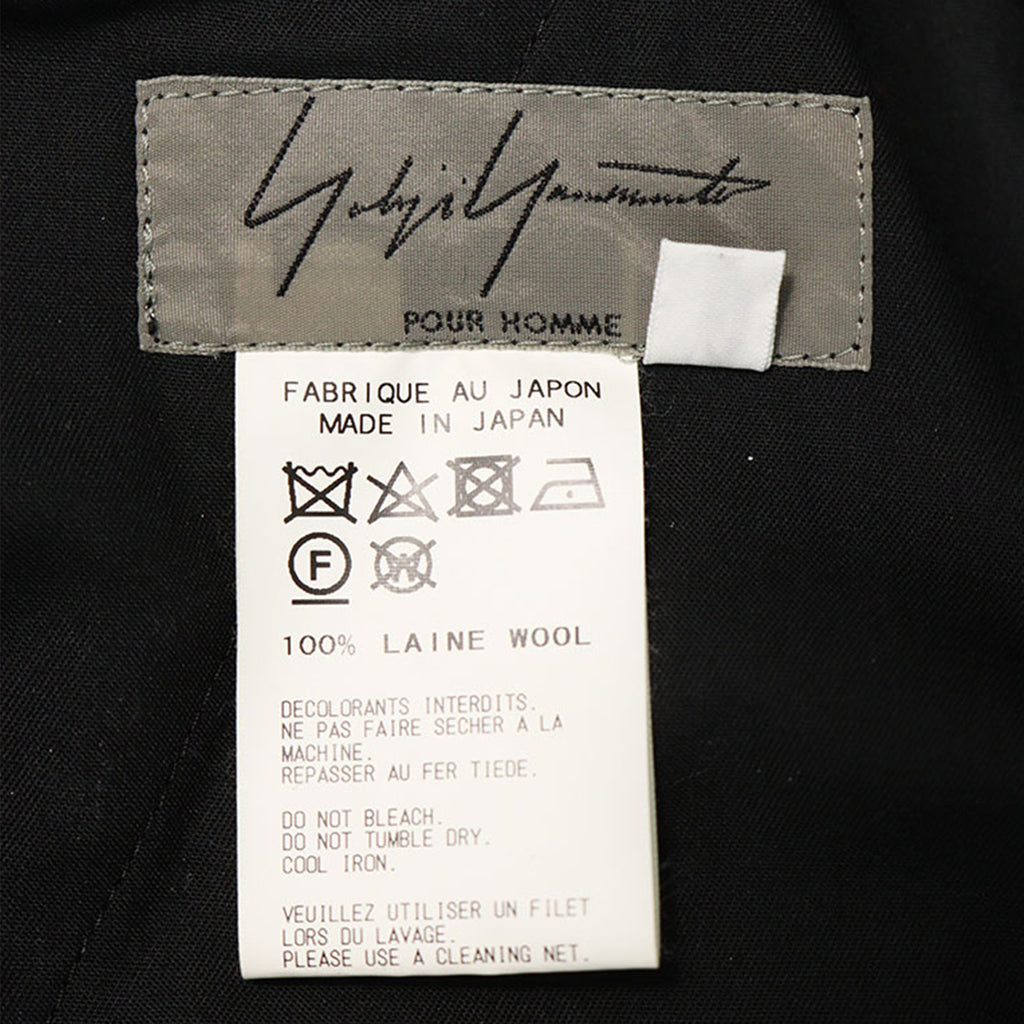 Yohji Yamamoto
POUR HOMME
FABRIQUE AU JAPON
MADE IN JAPAN
F
W
100% LAINE WOOL
DECOLORANTS INTERDITS.
NE PAS FAIRE SECHER A LA
MACHINE.
REPASSER AU FER TIEDE.
DO NOT BLEACH.
DO NOT TUMBLE DRY.
COOL IRON.
VEUILLEZ UTILISER UN FILET
LORS DU LAVAGE.
PLEASE USE A CLEANING NET.